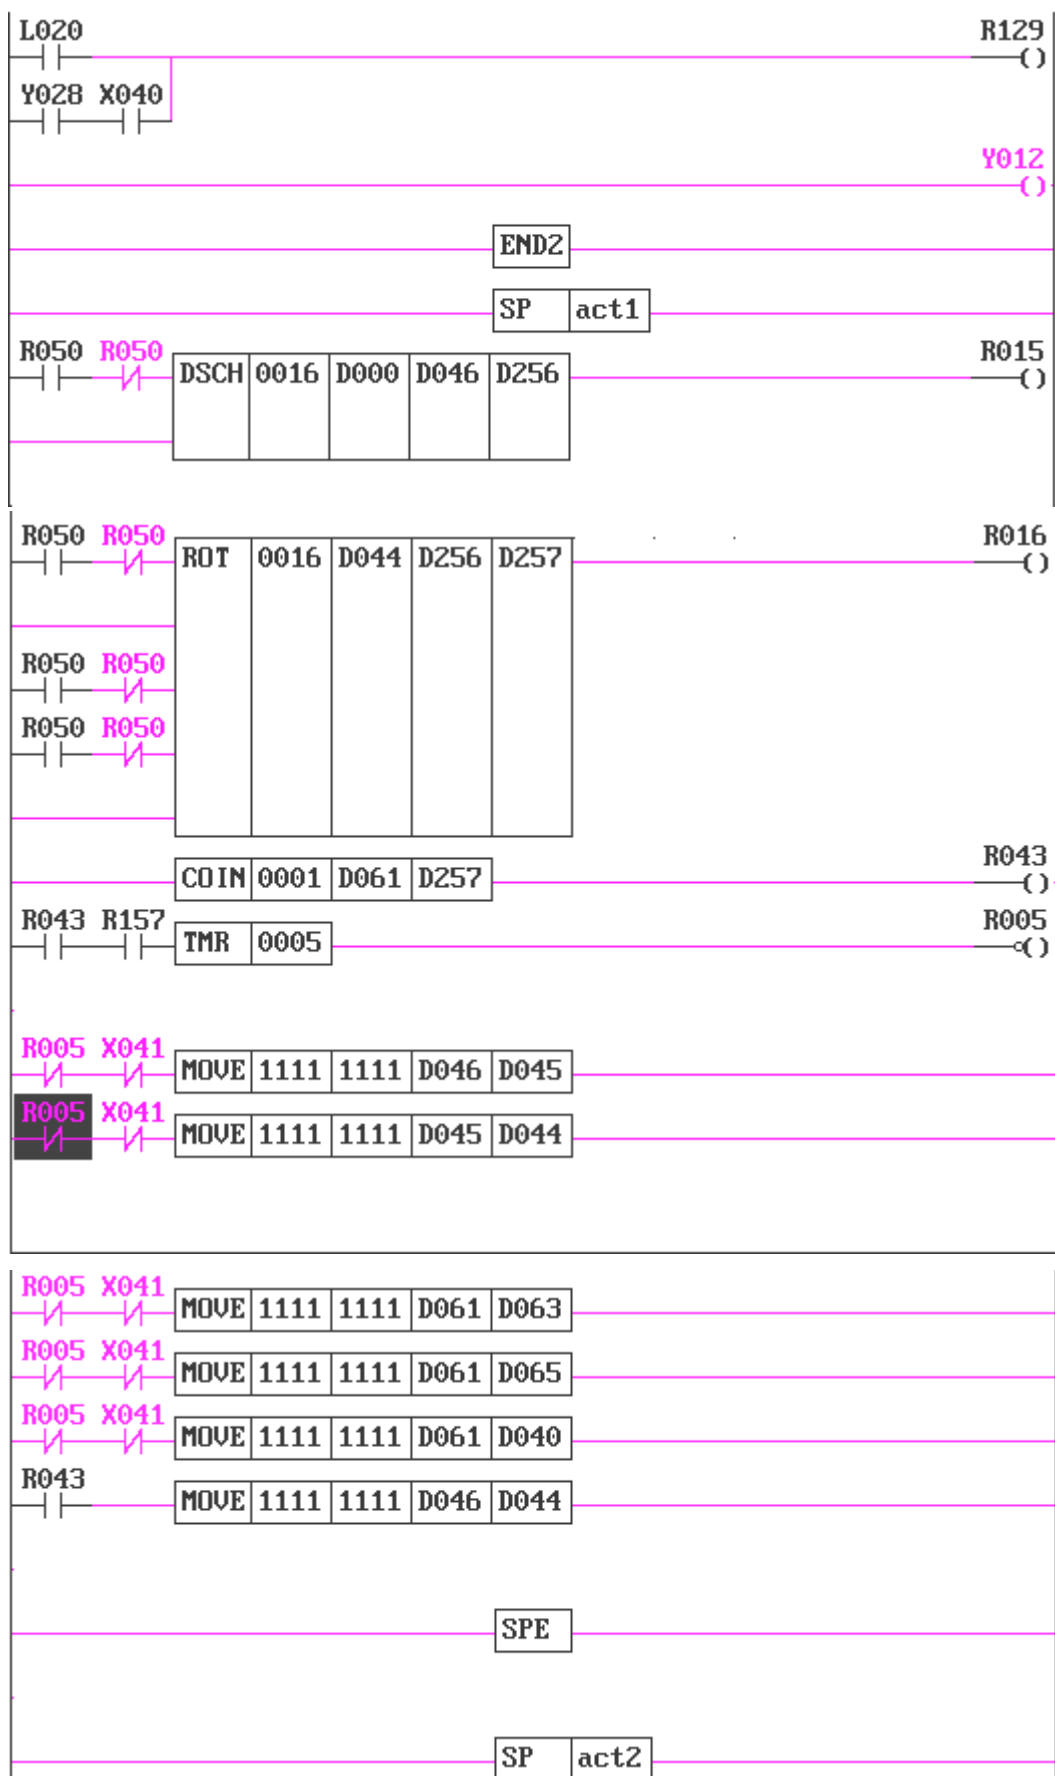 L020 R129
Y028 X040
Y012
END2
SP act1
R050 R050 R015
DSCH 0016 D000 D046 D256
R050 R050 R016
ROT 0016 D044 D256 D257
R050 R050
R050 R050
R043
COIN 0001 D061 D257
R043 R157 R005
TMR 0005
R005 X041
MOVE 1111 1111 D046 D045
R005 X041
MOVE 1111 1111 D045 D044
R005 X041
MOVE 1111 1111 D061 D063
R005 X041
MOVE 1111 1111 D061 D065
R005 X041
MOVE 1111 1111 D061 D040
R043
MOVE 1111 1111 D046 D044
SPE
SP act2